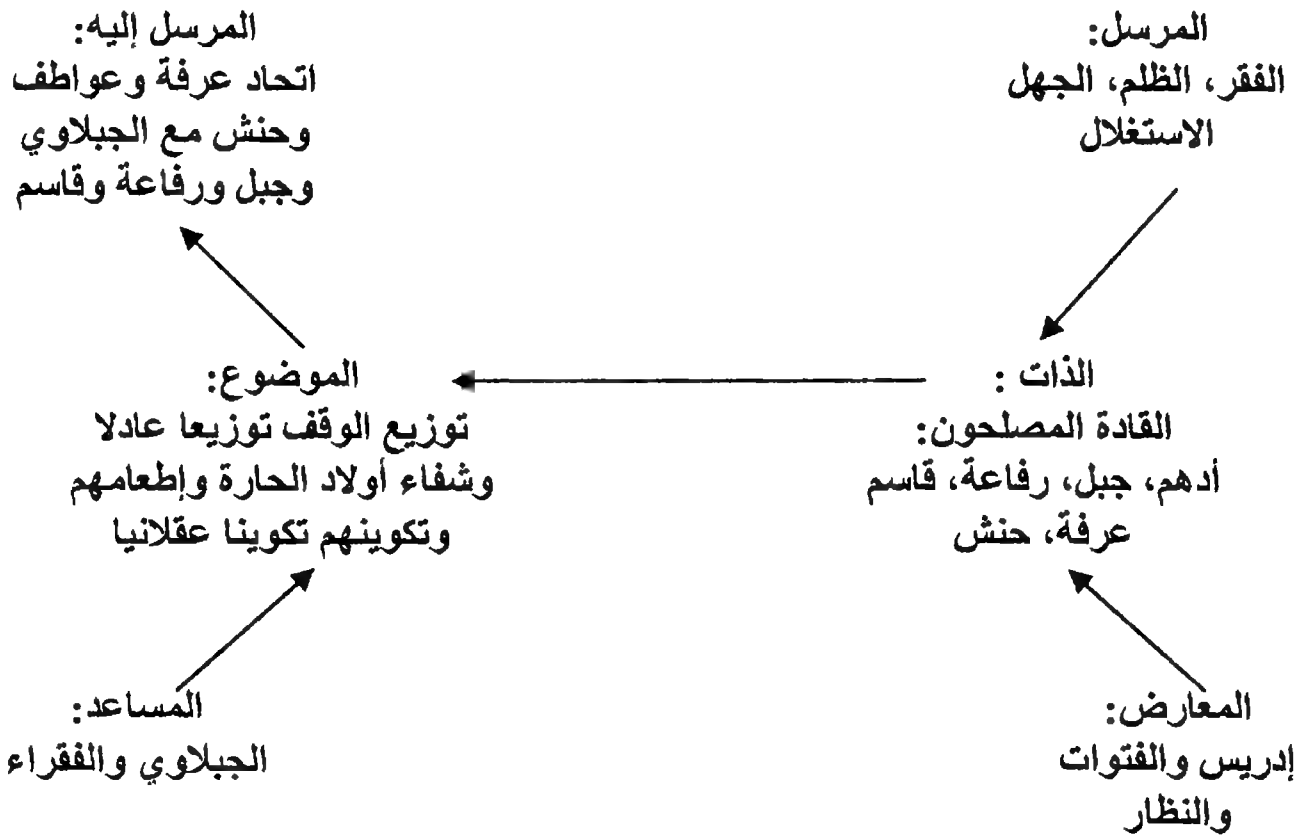 المرسل:
الفقر، الظلم، الجهل
الاستغلال
المرسل إليه:
اتحاد عرفة وعواطف
وحنش مع الجبلاوي
وجبل ورفاعة وقاسم
الذات :
القادة المصلحون:
أدهم، جبل، رفاعة، قاسم
عرفة، حنش
الموضوع:
توزيع الوقف توزيعا عادلا
وشفاء أولاد الحارة وإطعامهم
وتكوينهم تكوينا عقلانيا
المعارض:
إدريس والفتوات
والنظار
المساعد:
الجبلاوي والفقراء